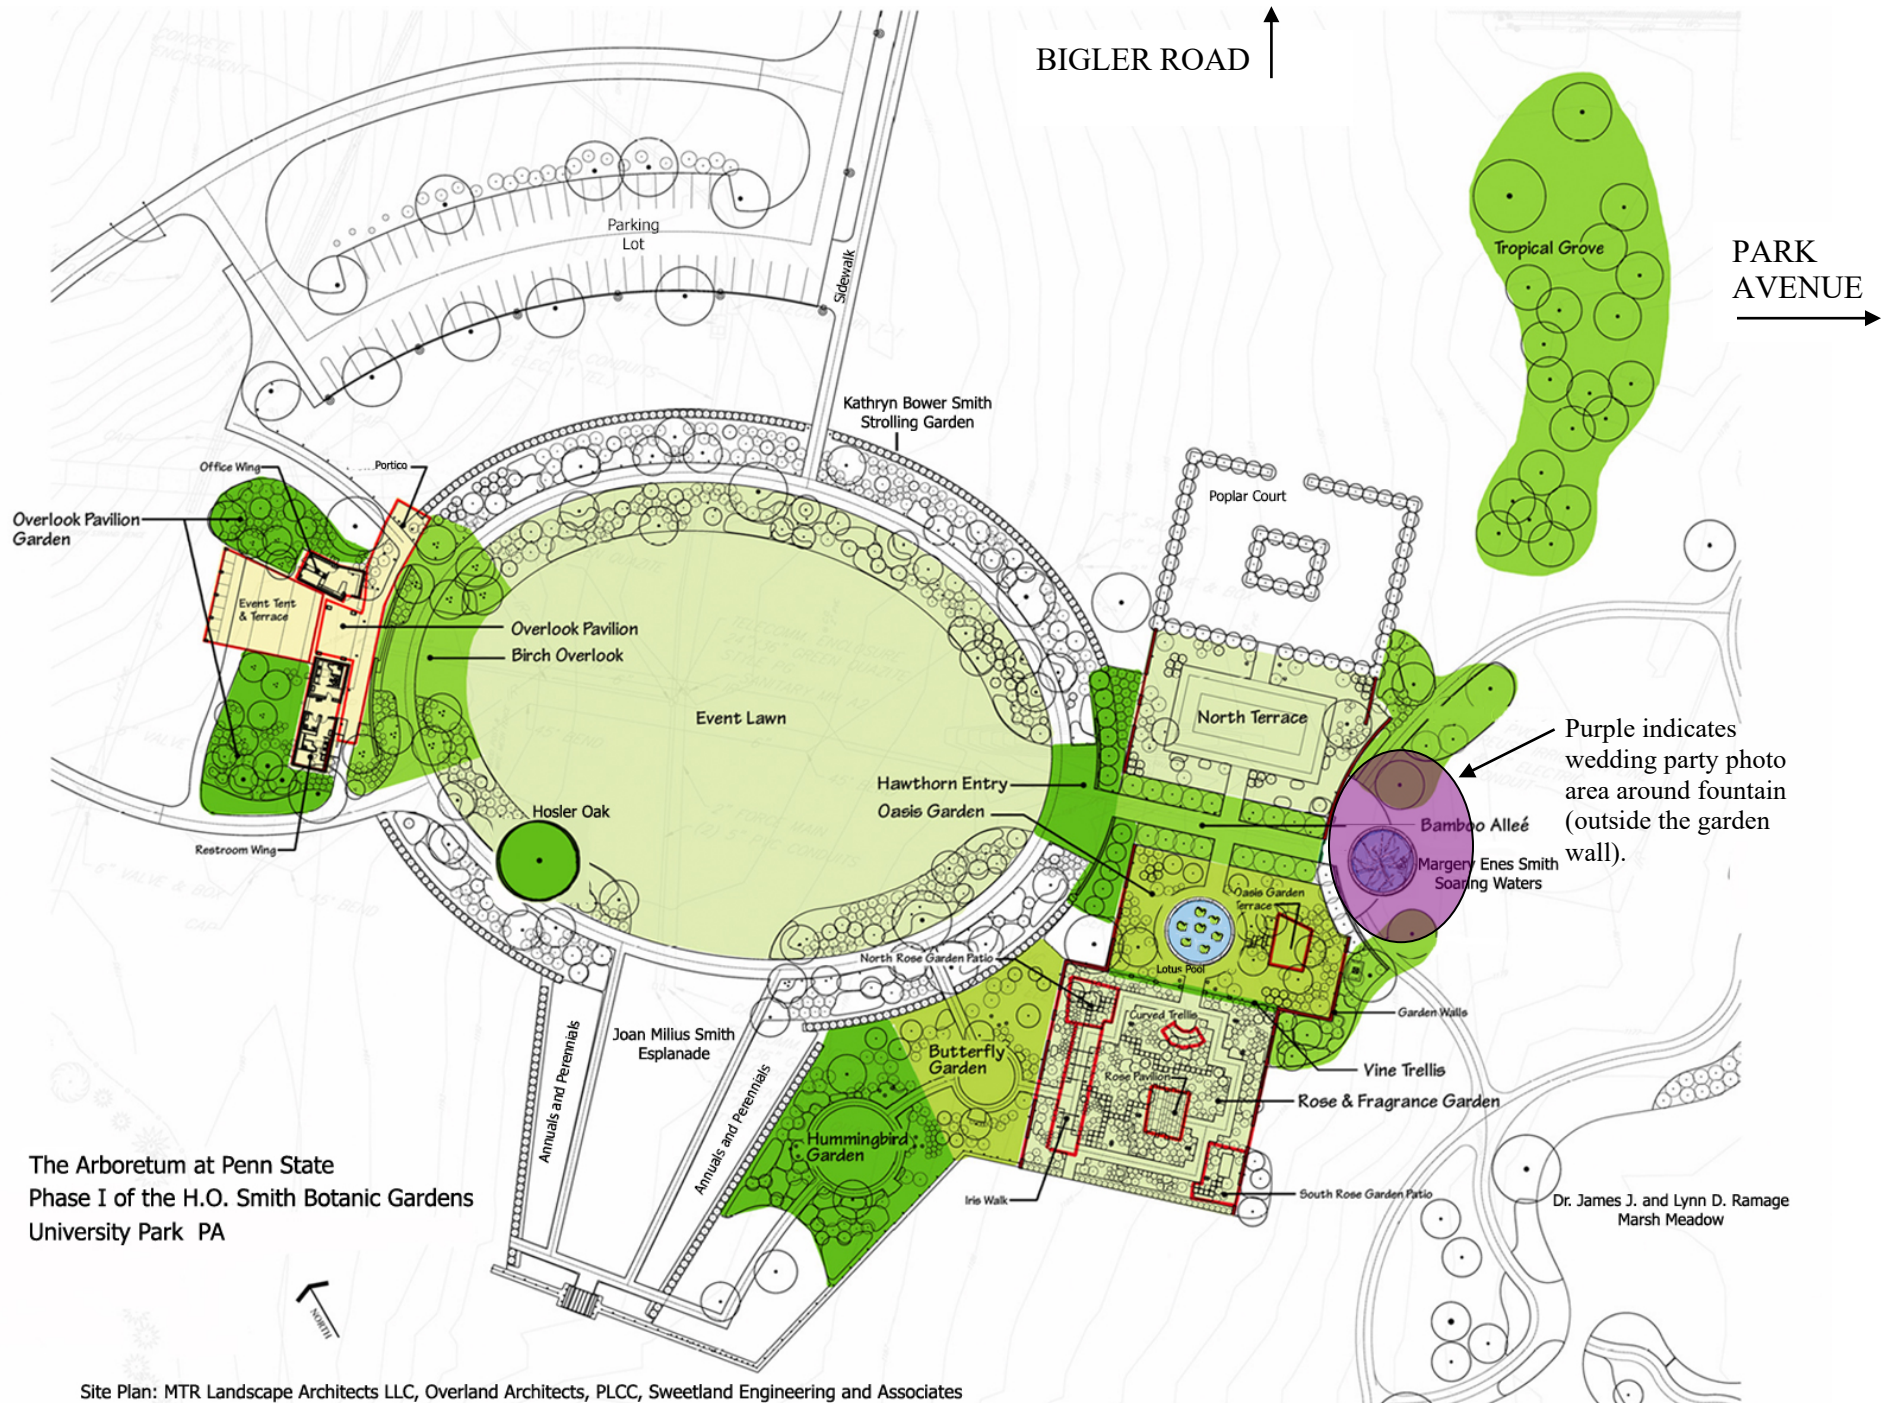 BIGLER ROAD
PARK
AVENUE
Tropical Grove
Parking
Lot
Sidewalk
Kathryn Bower Smith
Strolling Garden
Office Wing
Portico
Poplar Court
Overlook Pavilion
Garden
Event Tent
& Terrace
Overlook Pavilion
Birch Overlook
Event Lawn
North Terrace
Purple indicates
wedding party photo
area around fountain
(outside the garden
wall).
Hawthorn Entry
Oasis Garden
Hosler Oak
Bamboo Alleé
Restroom Wing
Margery Enes Smith
Soaring Waters
Oasis Garden
Terrace
North Rose Garden Patio
Lotus Pool
Garden Walls
Curved Trellis
Joan Milius Smith
Esplanade
Annuals and Perennials
Annuals and Perennials
Butterfly
Garden
Vine Trellis
Rose Pavilion
Rose & Fragrance Garden
Hummingbird
Garden
Iris Walk
South Rose Garden Patio
Dr. James J. and Lynn D. Ramage
Marsh Meadow
The Arboretum at Penn State
Phase I of the H.O. Smith Botanic Gardens
University Park PA
NORTH
Site Plan: MTR Landscape Architects LLC, Overland Architects, PLCC, Sweetland Engineering and Associates